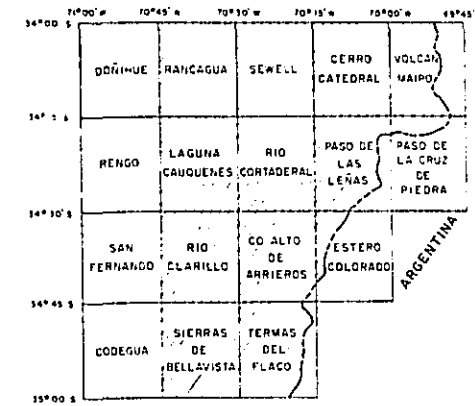 71°00' W 70°45' W 70°30' W 70°15' W 70°00' W 69°45'
34°00 S
DOÑIHUE RANCAGUA SEWELL CERRO CATEDRAL VOLCAN MAIPO
RENGO LAGUNA CAUQUENES RIO CORTADERAL PASO DE LAS LEÑAS PASO DE LA CRUZ DE PIEDRA
34°30' S
SAN FERNANDO RIO CLARILLO CO ALTO DE ARRIEROS ESTERO COLORADO ARGENTINA
34°45 S
CODEGUA SIERRAS DE BELLAVISTA TERMAS DEL FLACO
35°00 S